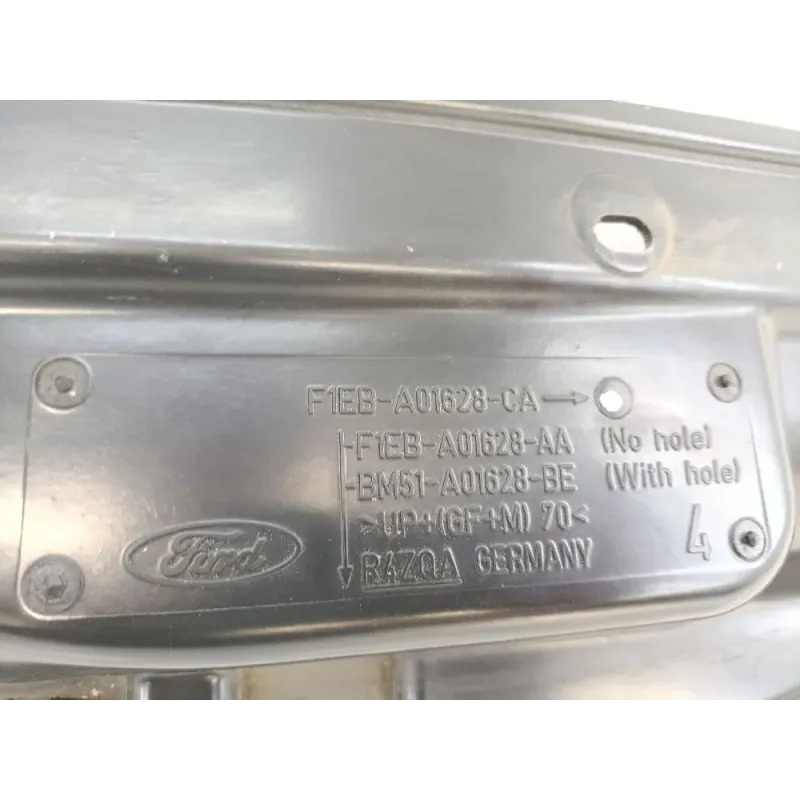 F1EB-A01628-CA
F1EB-A01628-AA (No hole)
BM51-A01628-BE (With hole)
>UP+(GF+M) 70<
R4ZQA GERMANY
4
Ford